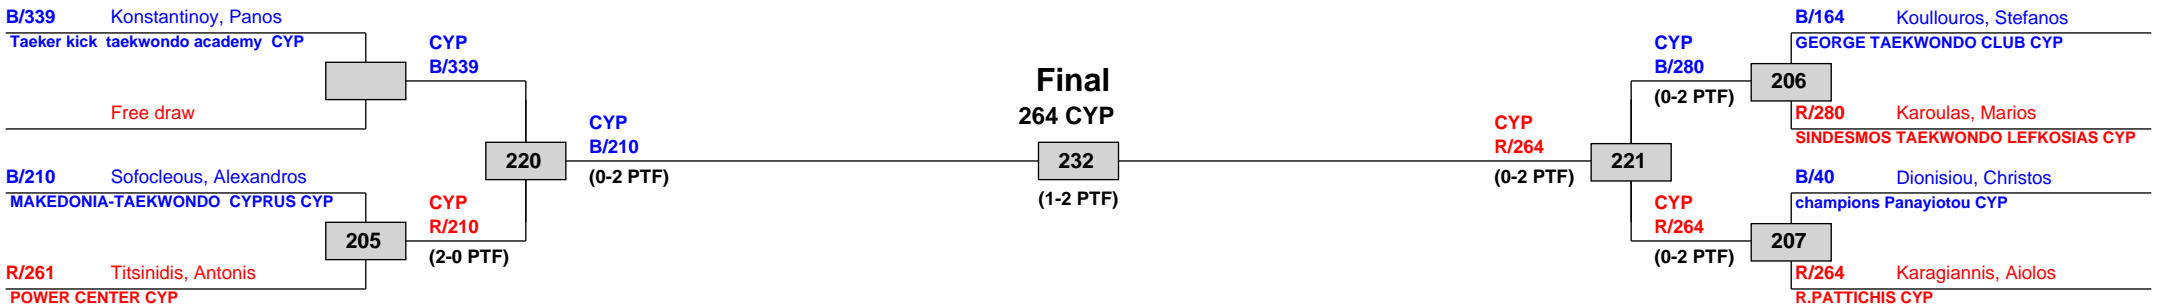 B/339 Konstantinoy, Panos
Taeker kick taekwondo academy CYP
Free draw
B/210 Sofocleous, Alexandros
MAKEDONIA-TAEKWONDO CYPRUS CYP
205
R/261 Titsinidis, Antonis
POWER CENTER CYP
CYP
B/339
CYP
R/210
(2-0 PTF)
220
CYP
B/210
(0-2 PTF)
Final
264 CYP
232
(1-2 PTF)
CYP
R/264
(0-2 PTF)
221
CYP
B/280
(0-2 PTF)
CYP
R/264
(0-2 PTF)
B/164 Koullouros, Stefanos
GEORGE TAEKWONDO CLUB CYP
206
R/280 Karoulas, Marios
SINDESMOS TAEKWONDO LEFKOSIAS CYP
B/40 Dionisiou, Christos
champions Panayiotou CYP
207
R/264 Karagiannis, Aiolos
R.PATTICHIS CYP